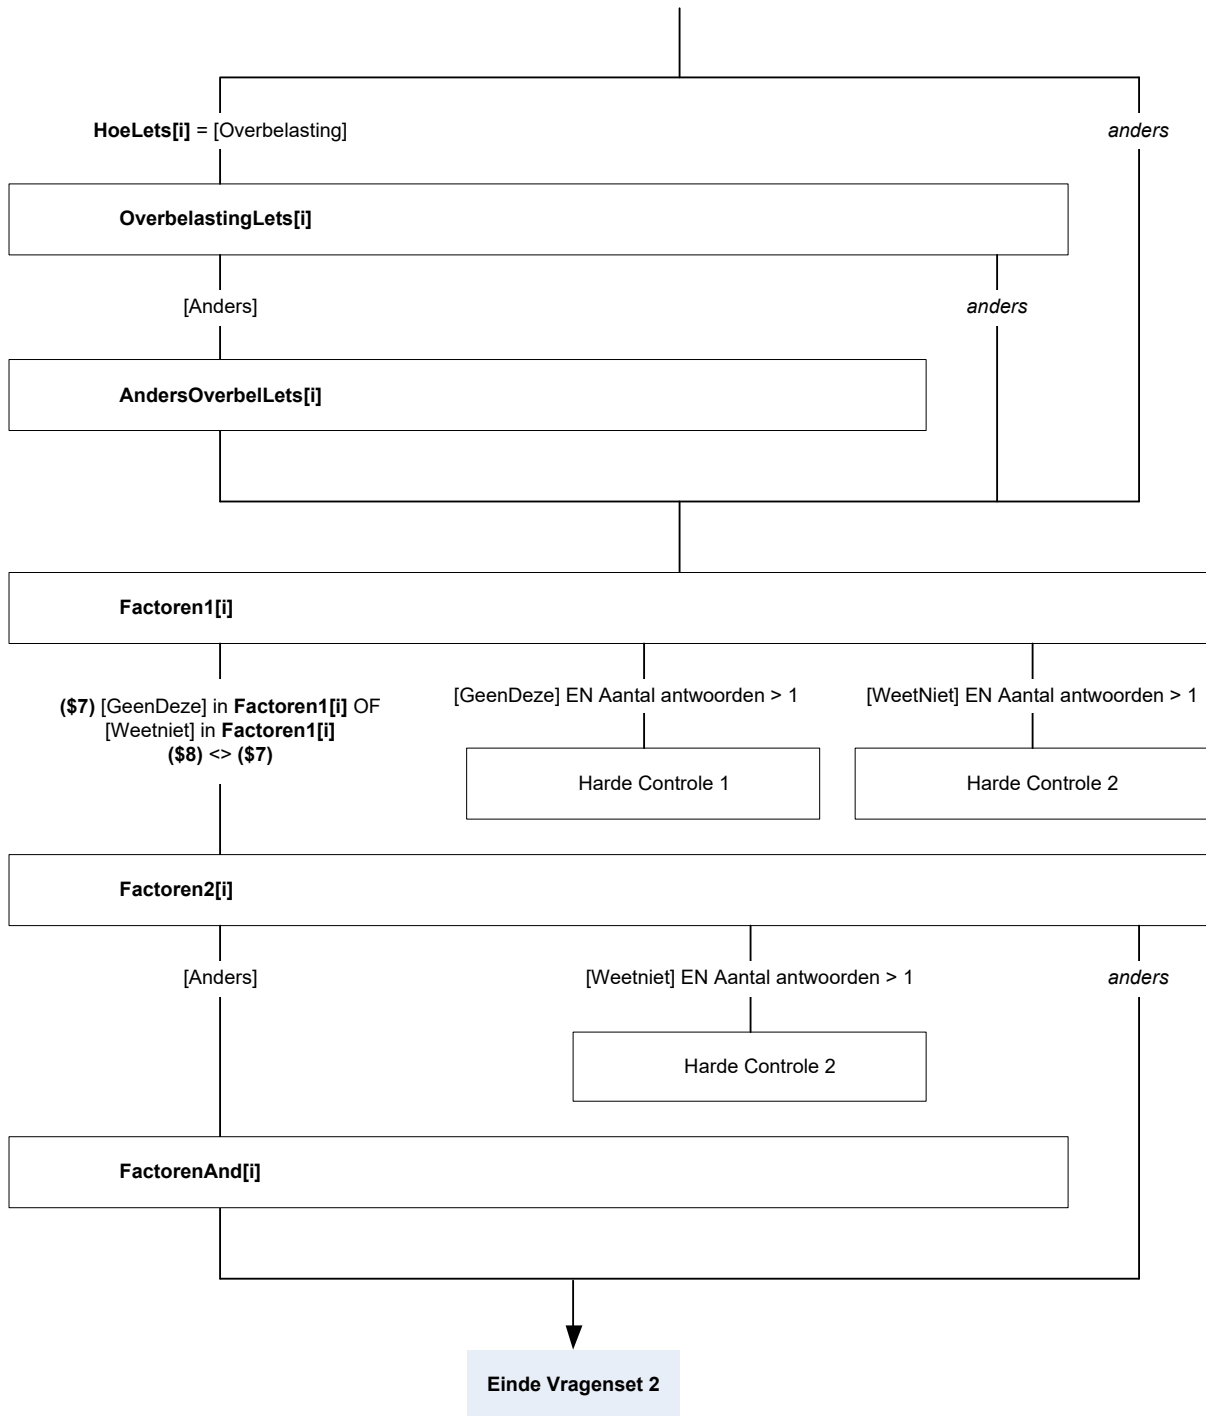 HoeLets[i] = [Overbelasting]
anders
OverbelastingLets[i]
[Anders]
anders
AndersOverbelLets[i]
Factoren1[i]
($7) [GeenDeze] in Factoren1[i] OF
[Weetniet] in Factoren1[i]
($8) <> ($7)
[GeenDeze] EN Aantal antwoorden > 1
[WeetNiet] EN Aantal antwoorden > 1
Harde Controle 1
Harde Controle 2
Factoren2[i]
[Anders]
[Weetniet] EN Aantal antwoorden > 1
anders
Harde Controle 2
FactorenAnd[i]
Einde Vragenset 2